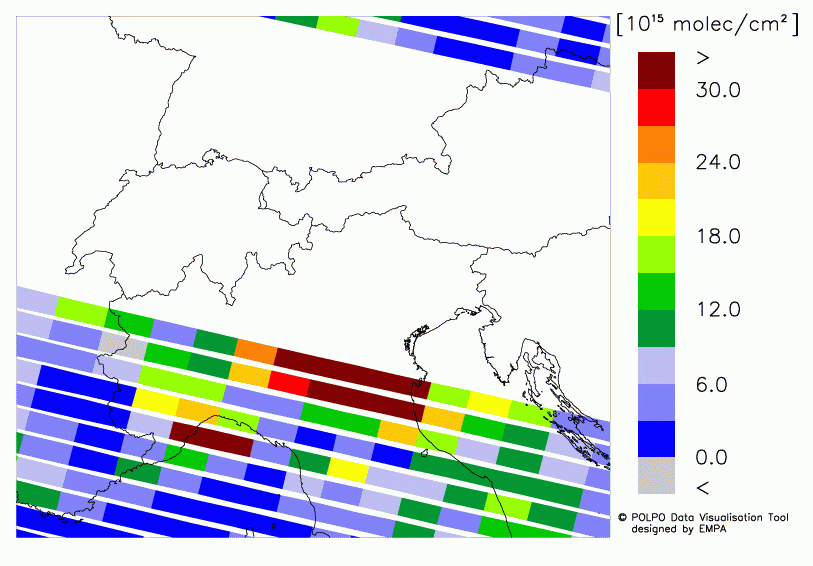 [10¹⁵ molec/cm²]
>
30.0
24.0
18.0
12.0
6.0
0.0
<
© POLPO Data Visualisation Tool
designed by EMPA